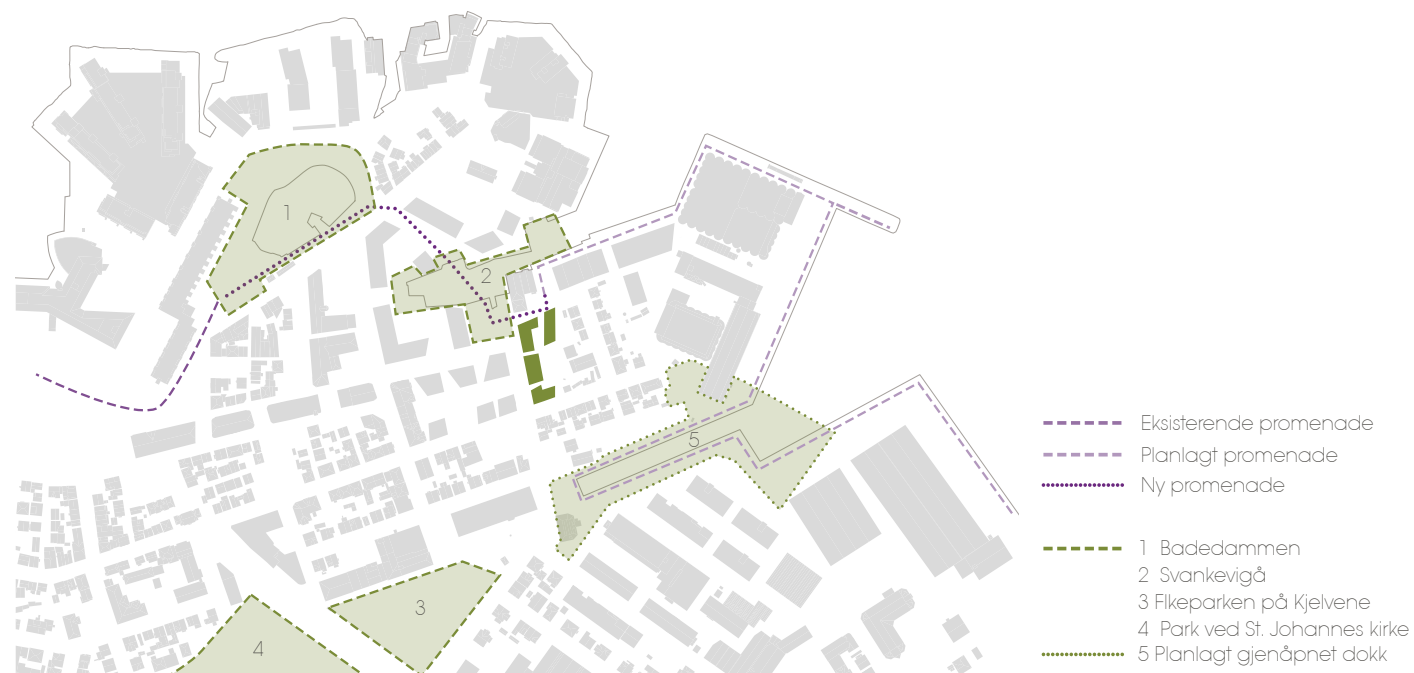 1
2
5
3
4
Eksisterende promenade
Planlagt promenade
Ny promenade
1 Badedammen
2 Svankevigå
3 Flkeparken på Kjelvene
4 Park ved St. Johannes kirke
5 Planlagt gjenåpnet dokk